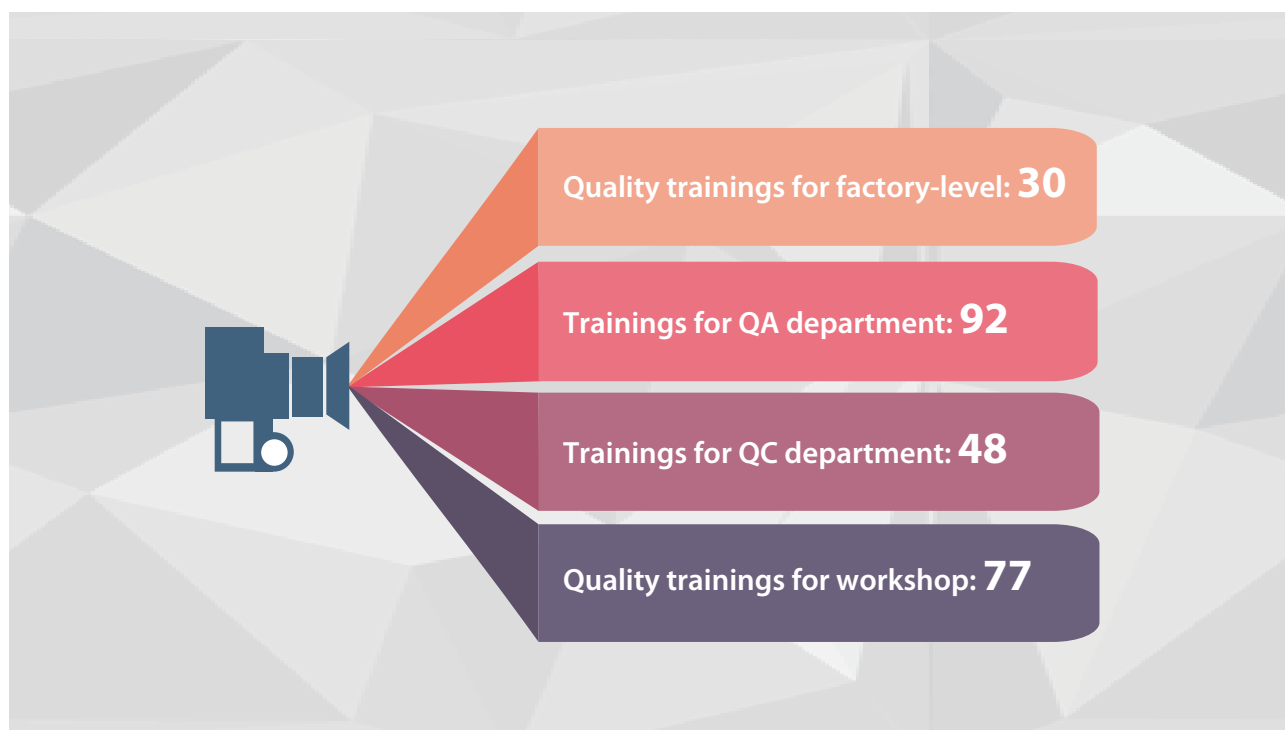 Quality trainings for factory-level: 30
Trainings for QA department: 92
Trainings for QC department: 48
Quality trainings for workshop: 77